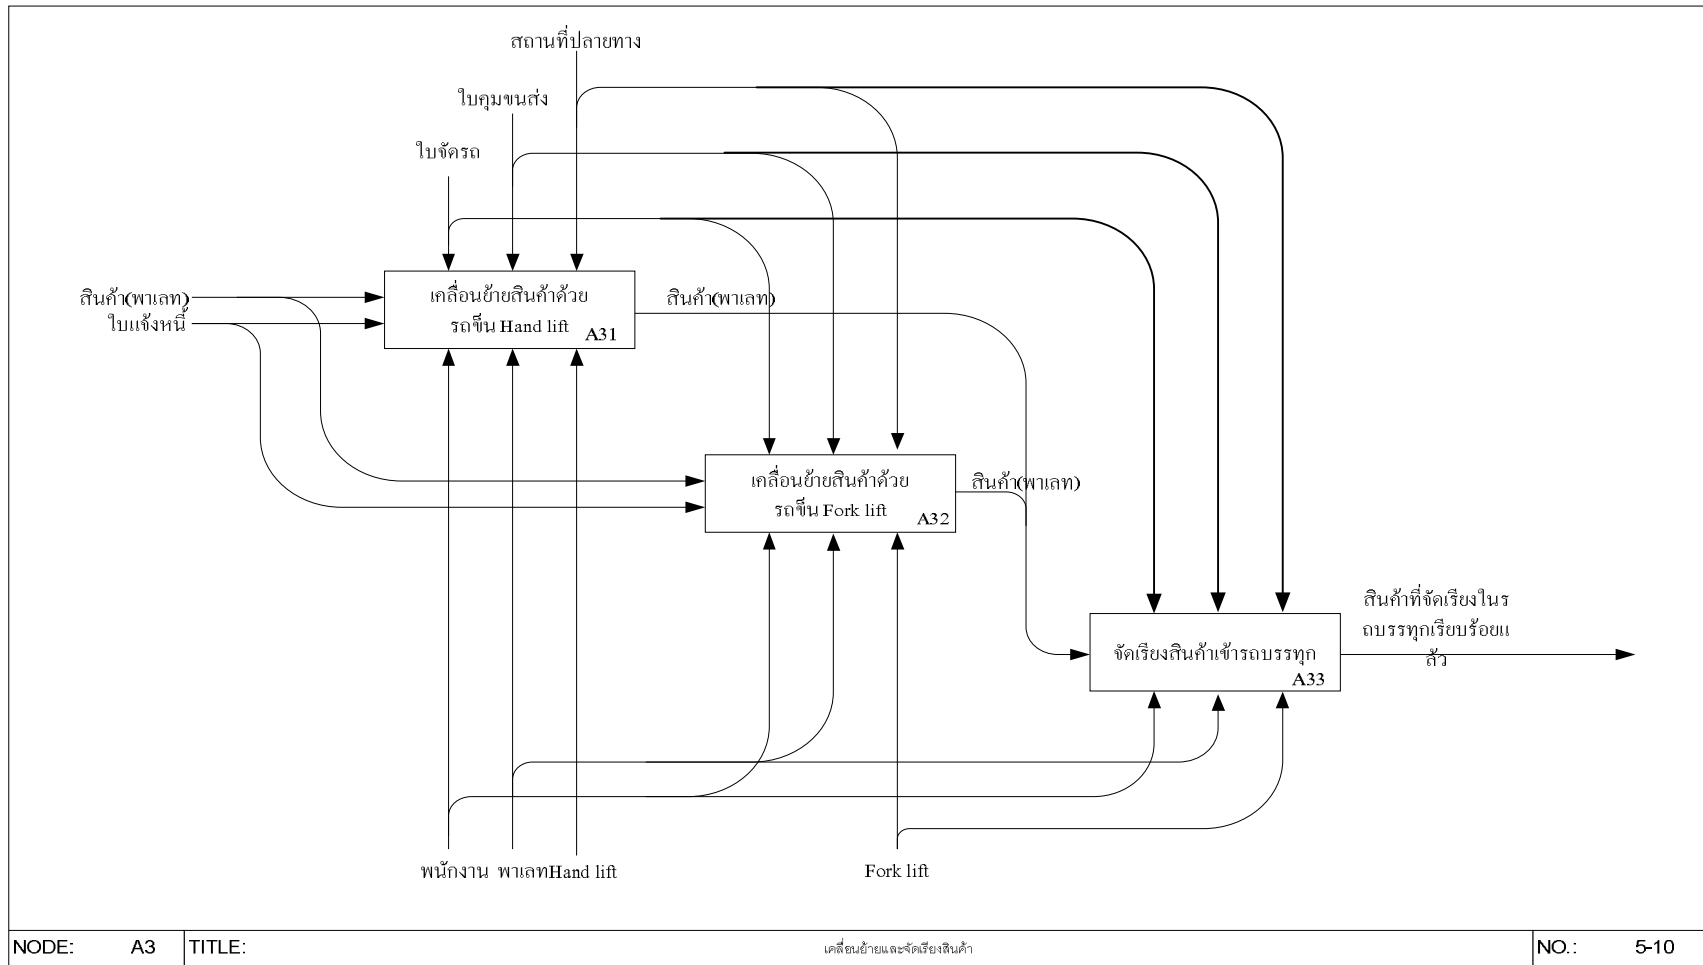 สถานที่ปลายทาง
ใบคุมขนส่ง
ใบจัดรถ
สินค้า(พาเลท)
ใบแจ้งหนี้
เคลื่อนย้ายสินค้าด้วย
รถข็น Hand lift
A31
สินค้า(พาเลท)
เคลื่อนย้ายสินค้าด้วย
รถข็น Fork lift
A32
สินค้า(พาเลท)
จัดเรียงสินค้าเข้ารถบรรทุก
A33
สินค้าที่จัดเรียงในร
ถบรรทุกเรียบร้อยแ
ล้ว
พนักงาน พาเลทHand lift
Fork lift
NODE: A3 TITLE: เคลื่อนย้ายและจัดเรียงสินค้า NO.: 5-10